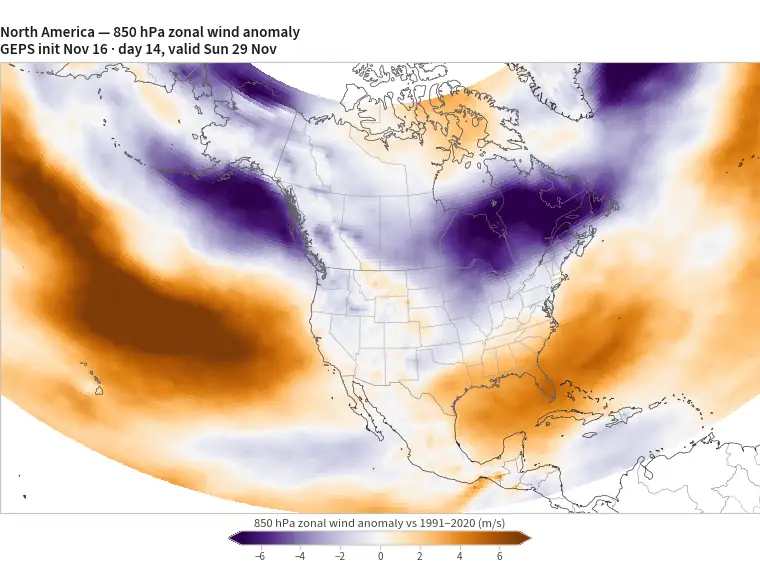 North America — 850 hPa zonal wind anomaly
GEPS init Nov 16 · day 14, valid Sun 29 Nov
850 hPa zonal wind anomaly vs 1991–2020 (m/s)
−6 −4 −2 0 2 4 6